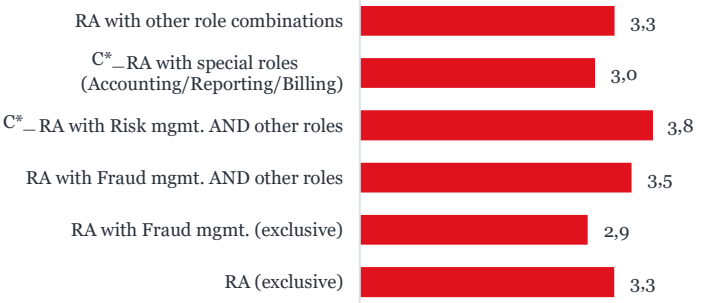 RA with other role combinations 3,3
C*_RA with special roles
(Accounting/Reporting/Billing) 3,0
C*_ RA with Risk mgmt. AND other roles 3,8
RA with Fraud mgmt. AND other roles 3,5
RA with Fraud mgmt. (exclusive) 2,9
RA (exclusive) 3,3